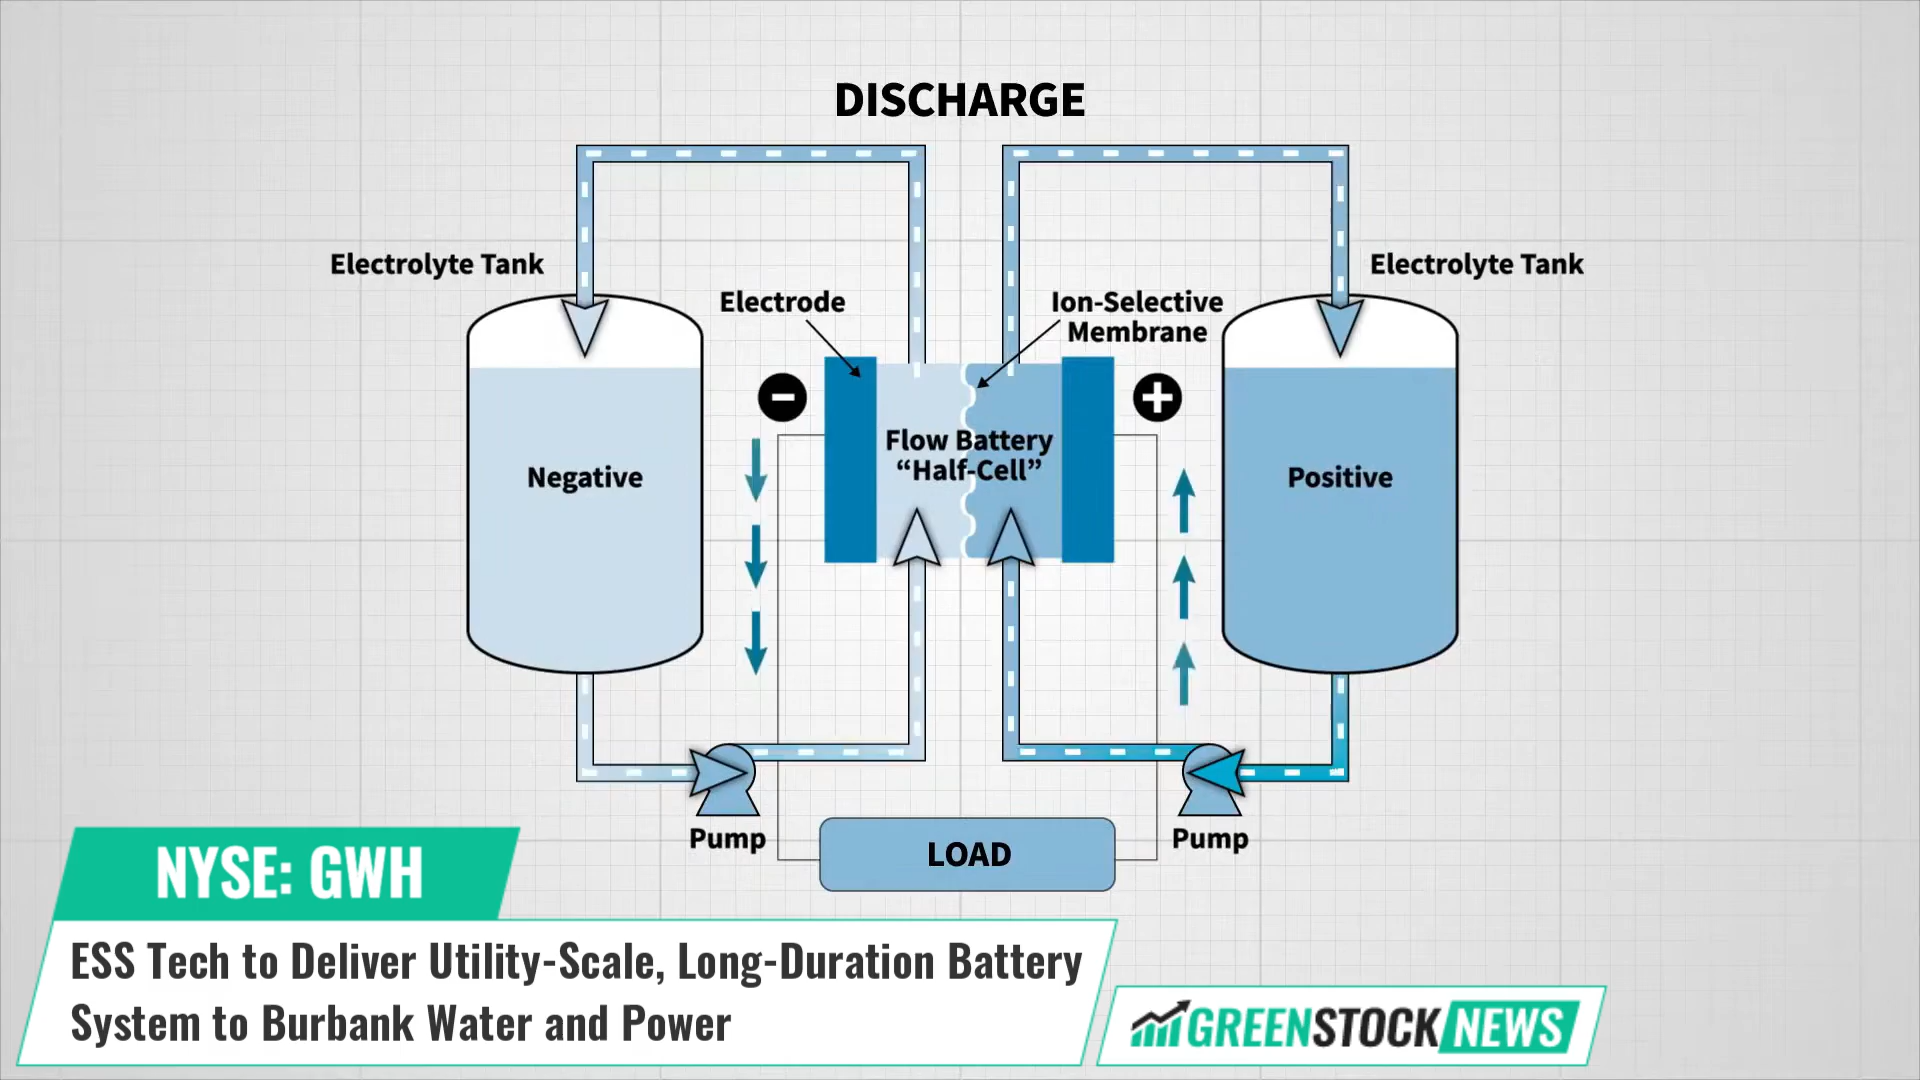 DISCHARGE
Electrolyte Tank
Electrolyte Tank
Electrode
Ion-Selective
Membrane
Flow Battery
“Half-Cell”
Negative
Positive
Pump
Pump
LOAD
NYSE: GWH
ESS Tech to Deliver Utility-Scale, Long-Duration Battery
System to Burbank Water and Power
GREENSTOCK NEWS